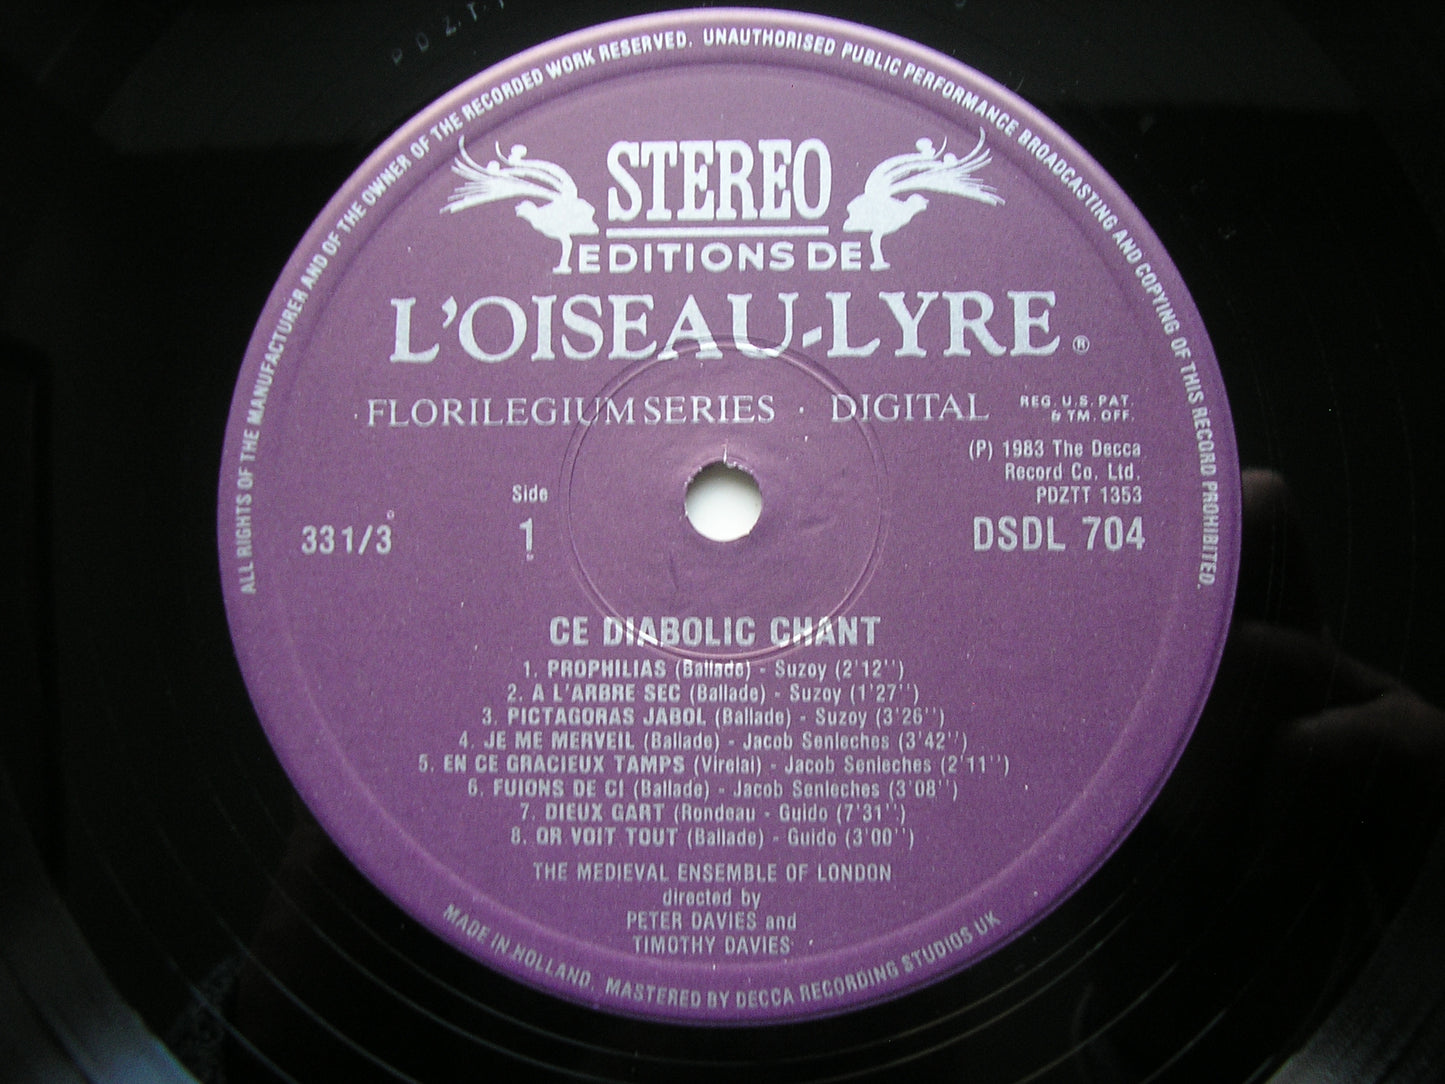 P D Z. T.
ALL RIGHTS OF THE MANUFACTURER AND OF THE OWNER OF THE RECORDED WORK RESERVED. UNAUTHORISED PUBLIC PERFORMANCE BROADCASTING AND COPYING OF THIS RECORD PROHIBITED.
STEREO
EDITIONS DE
L'OISEAU-LYRE ®
FLORILEGIUM SERIES · DIGITAL
REG. U.S. PAT.
& TM. OFF.
(P) 1983 The Decca
Record Co. Ltd.
PDZTT 1353
Side
33 1/3°
1
DSDL 704
CE DIABOLIC CHANT
1. PROPHILIAS (Ballade) - Suzoy (2'12'')
2. A L'ARBRE SEC (Ballade) - Suzoy (1'27'')
3. PICTAGORAS JABOL (Ballade) - Suzoy (3'26'')
4. JE ME MERVEIL (Ballade) - Jacob Senleches (3'42'')
5. EN CE GRACIEUX TAMPS (Virelai) - Jacob Senleches (2'11'')
6. FUIONS DE CI (Ballade) - Jacob Senleches (3'08'')
7. DIEUX GART (Rondeau - Guido (7'31'')
8. OR VOIT TOUT (Ballade) - Guido (3'00'')
THE MEDIEVAL ENSEMBLE OF LONDON
directed by
PETER DAVIES and
TIMOTHY DAVIES
MADE IN HOLLAND. MASTERED BY DECCA RECORDING STUDIOS UK